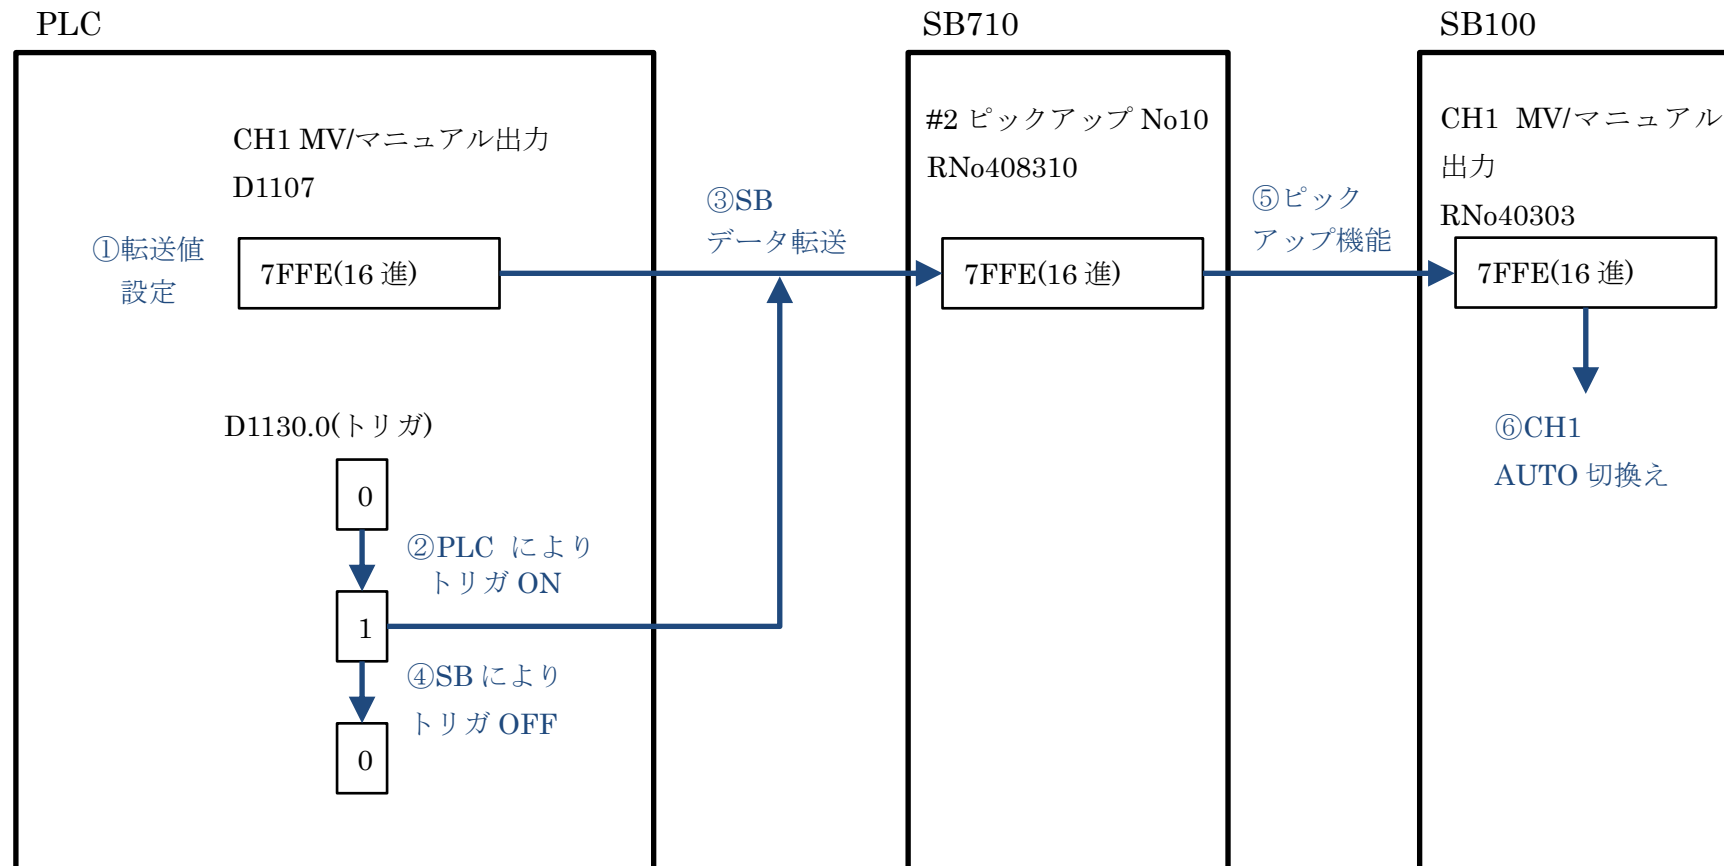 PLC
SB710
SB100
CH1 MV/マニュアル出力
D1107
①転送値
設定
7FFE(16 進)
③SB
データ転送
#2 ピックアップ No10
RNo408310
7FFE(16 進)
⑤ピック
アップ機能
CH1 MV/マニュアル
出力
RNo40303
7FFE(16 進)
⑥CH1
AUTO 切換え
D1130.0(トリガ)
0
②PLC により
トリガ ON
1
④SB により
トリガ OFF
0